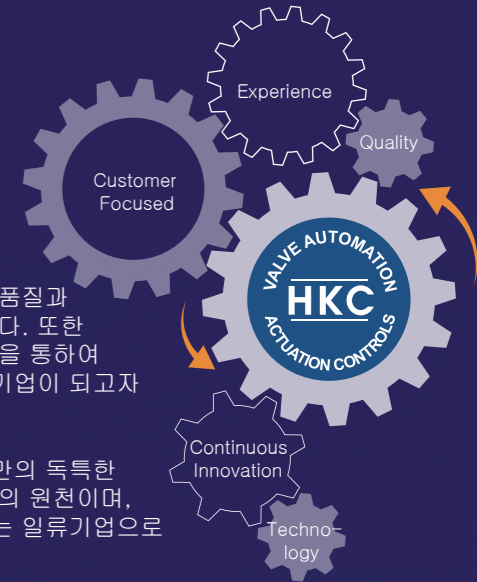 Experience
Quality
Customer
Focused
VALVE AUTOMATION
HKC
ACTUATION CONTROLS
품질과
다. 또한
을 통하여
기업이 되고자
만의 독특한
의 원천이며,
는 일류기업으로
Continuous
Innovation
Techno-
logy